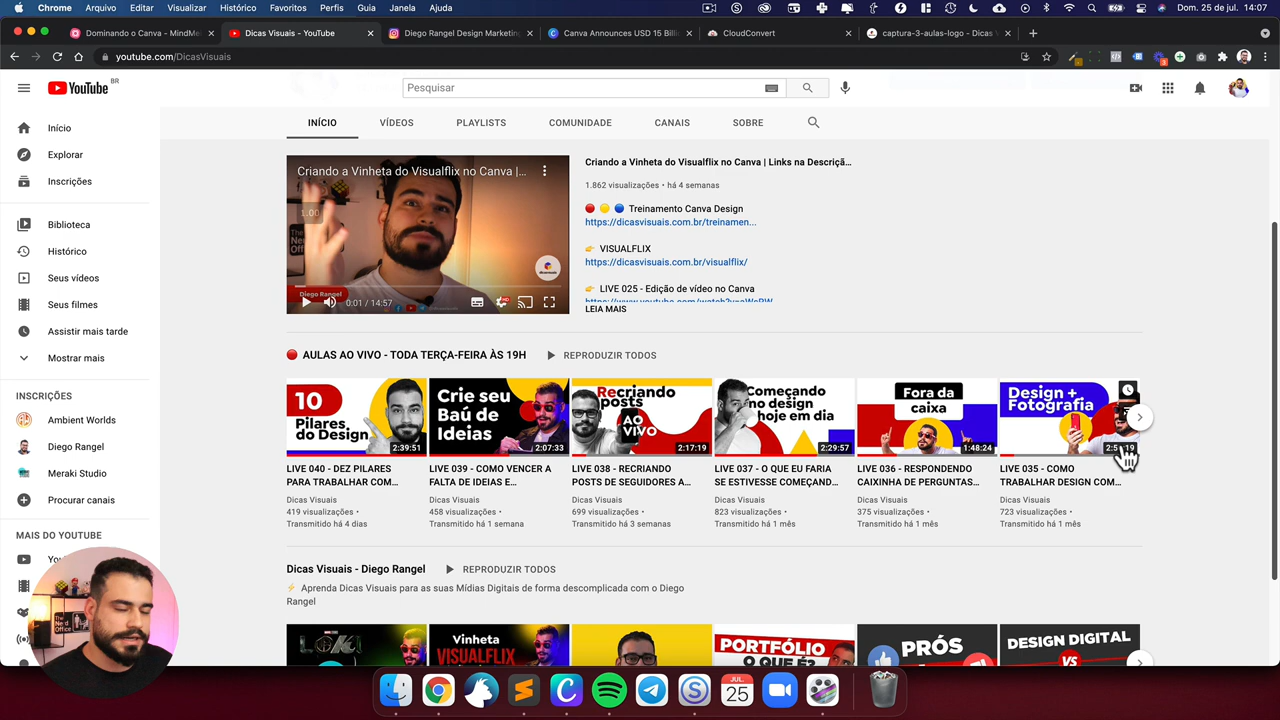 Chrome Arquivo Editar Visualizar Histórico Favoritos Perfis Guia Janela Ajuda
Dom. 25 de jul. 14:07
Dominando o Canva - MindMe
Dicas Visuais - YouTube
Diego Rangel Design Marketing
Canva Announces USD 15 Billi
CloudConvert
captura-3-aulas-logo - Dicas V
youtube.com/DicasVisuais
YouTube BR
Pesquisar
INÍCIO VÍDEOS PLAYLISTS COMUNIDADE CANAIS SOBRE
Início
Explorar
Inscrições
Biblioteca
Histórico
Seus vídeos
Seus filmes
Assistir mais tarde
Mostrar mais
INSCRIÇÕES
Ambient Worlds
Diego Rangel
Meraki Studio
Procurar canais
MAIS DO YOUTUBE
The
Nerd
Office
Criando a Vinheta do Visualflix no Canva |...
1.00
The
Nerd
Office
dicasvisuais
Diego Rangel
0:01 / 14:57
Criando a Vinheta do Visualflix no Canva | Links na Descriçã...
1.862 visualizações • há 4 semanas
Treinamento Canva Design
https://dicasvisuais.com.br/treinamen...
VISUALFLIX
https://dicasvisuais.com.br/visualflix/
LIVE 025 - Edição de vídeo no Canva
LEIA MAIS
AULAS AO VIVO - TODA TERÇA-FEIRA ÀS 19H REPRODUZIR TODOS
10
Pilares
do Design
2:39:51
LIVE 040 - DEZ PILARES
PARA TRABALHAR COM...
Dicas Visuais
419 visualizações •
Transmitido há 4 dias
Crie seu
Baú de
Ideias
2:07:33
LIVE 039 - COMO VENCER A
FALTA DE IDEIAS E...
Dicas Visuais
458 visualizações •
Transmitido há 1 semana
Recriando
posts
AO
VIVO
2:17:19
LIVE 038 - RECRIANDO
POSTS DE SEGUIDORES A...
Dicas Visuais
699 visualizações •
Transmitido há 3 semanas
Começando
no design
hoje em dia
2:29:57
LIVE 037 - O QUE EU FARIA
SE ESTIVESSE COMEÇAND...
Dicas Visuais
823 visualizações •
Transmitido há 1 mês
Fora da
caixa
1:48:24
LIVE 036 - RESPONDENDO
CAIXINHA DE PERGUNTAS...
Dicas Visuais
375 visualizações •
Transmitido há 1 mês
Design +
Fotografia
LIVE 035 - COMO
TRABALHAR DESIGN COM...
Dicas Visuais
723 visualizações •
Transmitido há 1 mês
Dicas Visuais - Diego Rangel REPRODUZIR TODOS
Aprenda Dicas Visuais para as suas Mídias Digitais de forma descomplicada com o Diego
Rangel
LOKI
Vinheta
VISUALFLIX
PORTFÓLIO
O QUE É?
PRÓS
DESIGN DIGITAL
VS
JUL.
25